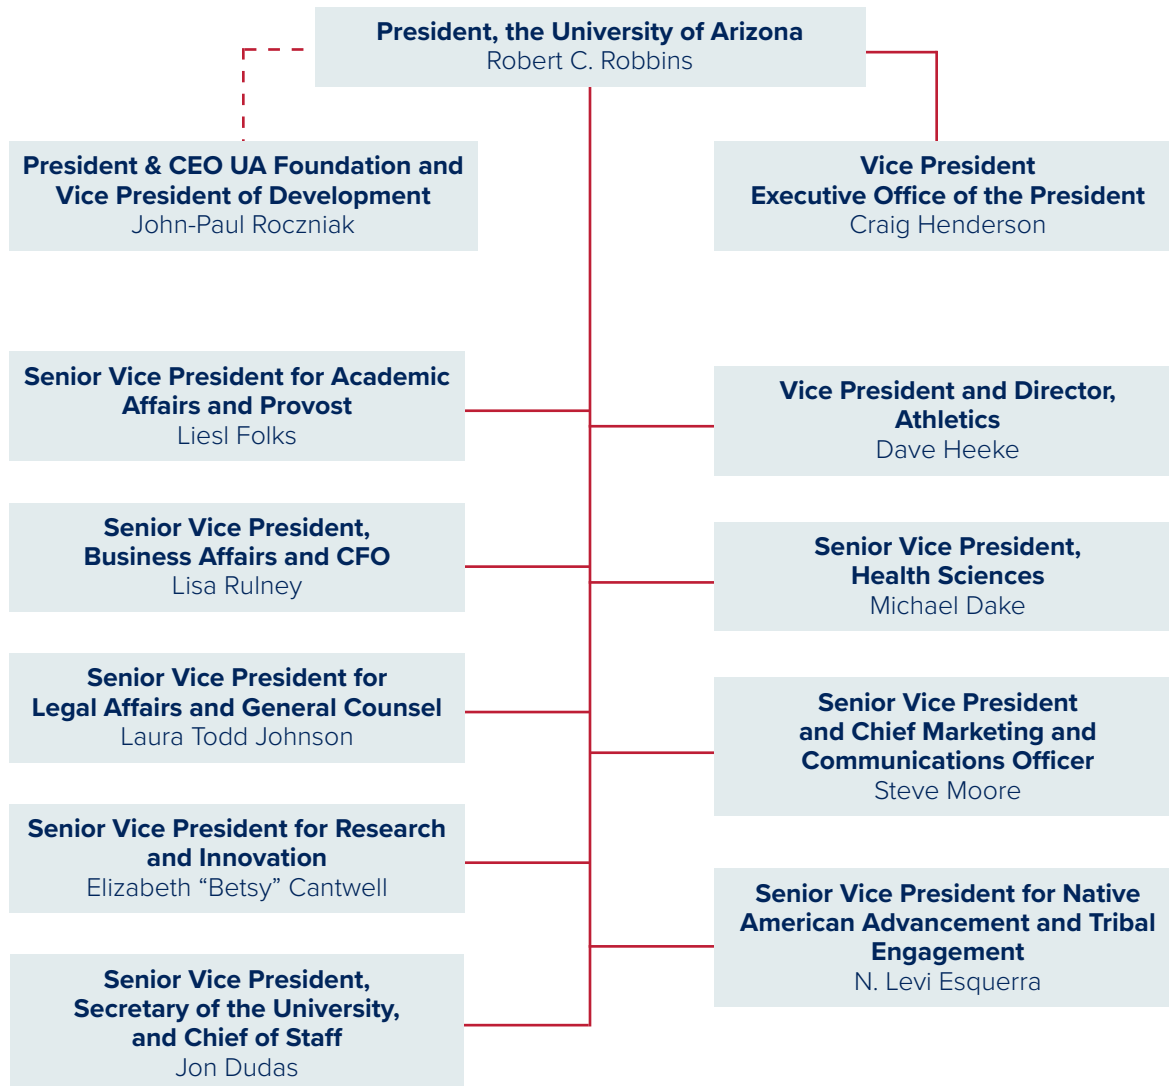 President, the University of Arizona
Robert C. Robbins
President & CEO UA Foundation and
Vice President of Development
John-Paul Roczniak
Vice President
Executive Office of the President
Craig Henderson
Senior Vice President for Academic
Affairs and Provost
Liesl Folks
Vice President and Director,
Athletics
Dave Heeke
Senior Vice President,
Business Affairs and CFO
Lisa Rulney
Senior Vice President,
Health Sciences
Michael Dake
Senior Vice President for
Legal Affairs and General Counsel
Laura Todd Johnson
Senior Vice President
and Chief Marketing and
Communications Officer
Steve Moore
Senior Vice President for Research
and Innovation
Elizabeth “Betsy” Cantwell
Senior Vice President for Native
American Advancement and Tribal
Engagement
N. Levi Esquerra
Senior Vice President,
Secretary of the University,
and Chief of Staff
Jon Dudas